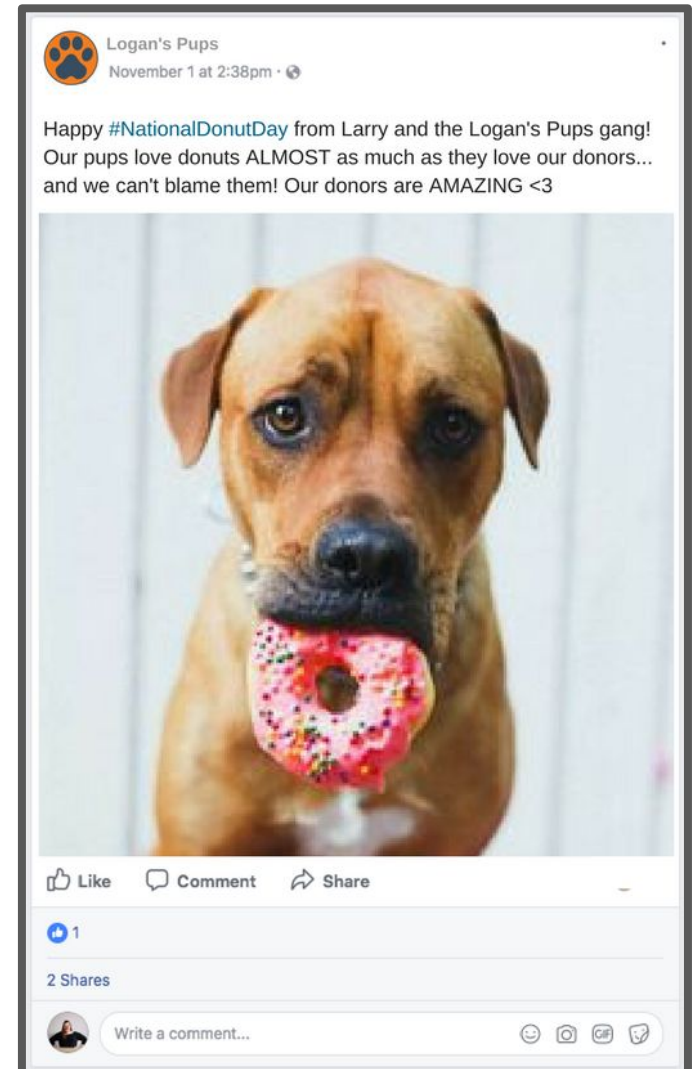 Logan's Pups
November 1 at 2:38pm ·
Happy #NationalDonutDay from Larry and the Logan's Pups gang!
Our pups love donuts ALMOST as much as they love our donors...
and we can't blame them! Our donors are AMAZING <3
Like Comment Share
1
2 Shares
Write a comment...
GIF